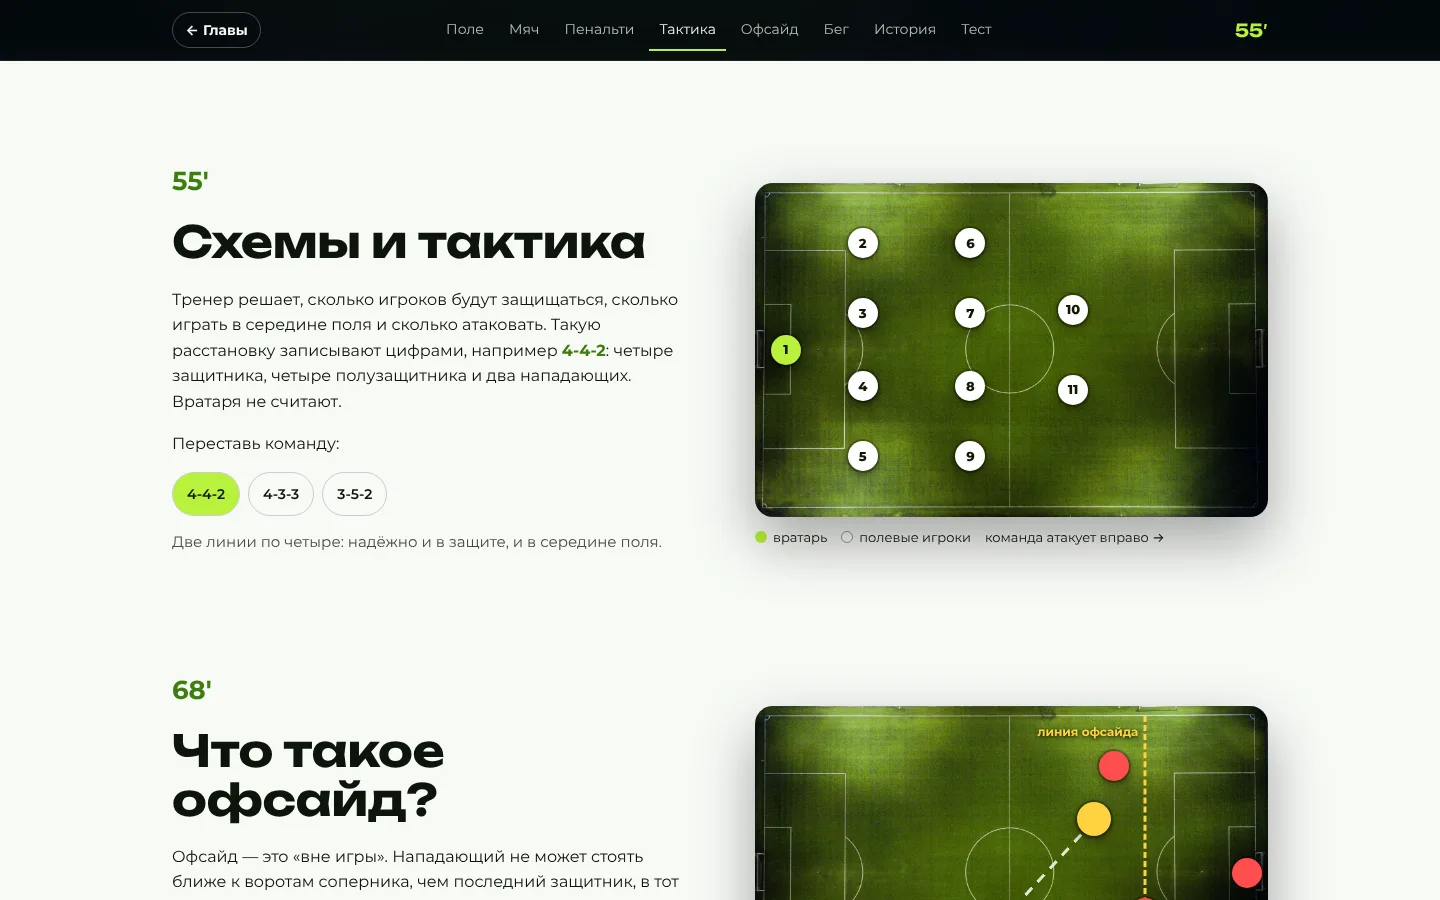 ← Главы
Поле Мяч Пенальти Тактика Офсайд Бег История Тест
55′
55'
Схемы и тактика
Тренер решает, сколько игроков будут защищаться, сколько
играть в середине поля и сколько атаковать. Такую
расстановку записывают цифрами, например 4-4-2: четыре
защитника, четыре полузащитника и два нападающих.
Вратаря не считают.
Переставь команду:
4-4-2 4-3-3 3-5-2
Две линии по четыре: надёжно и в защите, и в середине поля.
2 6
3 7 10
1
4 8 11
5 9
вратарь полевые игроки команда атакует вправо →
68'
Что такое
офсайд?
Офсайд — это «вне игры». Нападающий не может стоять
ближе к воротам соперника, чем последний защитник, в тот
линия офсайда